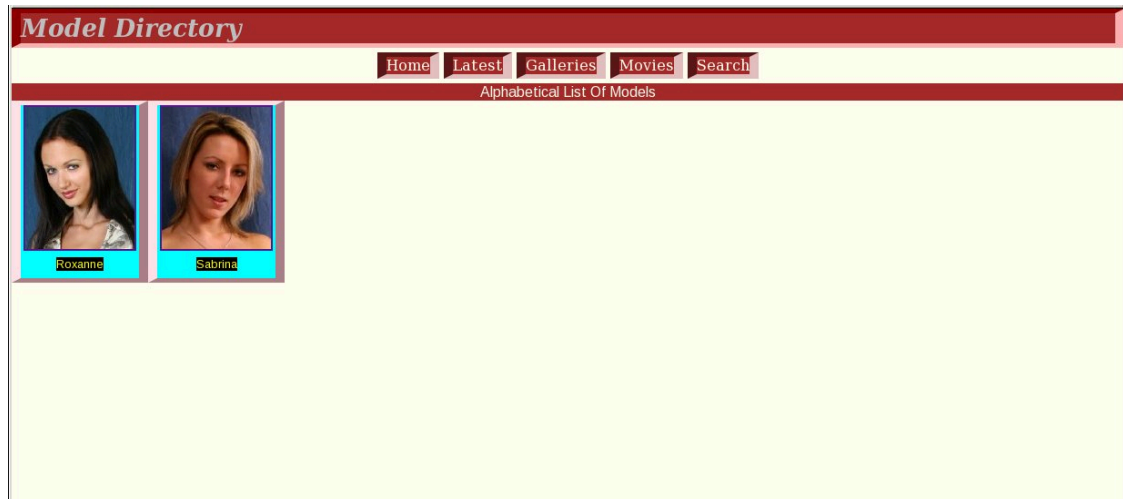 Model Directory
Home Latest Galleries Movies Search
Alphabetical List Of Models
Roxanne Sabrina